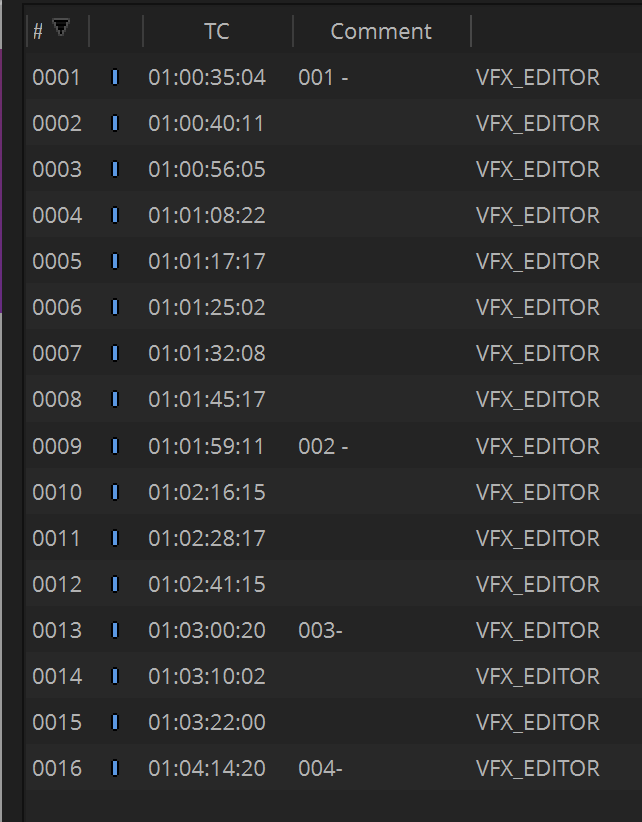 # TC Comment
0001 01:00:35:04 001 - VFX_EDITOR
0002 01:00:40:11 VFX_EDITOR
0003 01:00:56:05 VFX_EDITOR
0004 01:01:08:22 VFX_EDITOR
0005 01:01:17:17 VFX_EDITOR
0006 01:01:25:02 VFX_EDITOR
0007 01:01:32:08 VFX_EDITOR
0008 01:01:45:17 VFX_EDITOR
0009 01:01:59:11 002 - VFX_EDITOR
0010 01:02:16:15 VFX_EDITOR
0011 01:02:28:17 VFX_EDITOR
0012 01:02:41:15 VFX_EDITOR
0013 01:03:00:20 003- VFX_EDITOR
0014 01:03:10:02 VFX_EDITOR
0015 01:03:22:00 VFX_EDITOR
0016 01:04:14:20 004- VFX_EDITOR